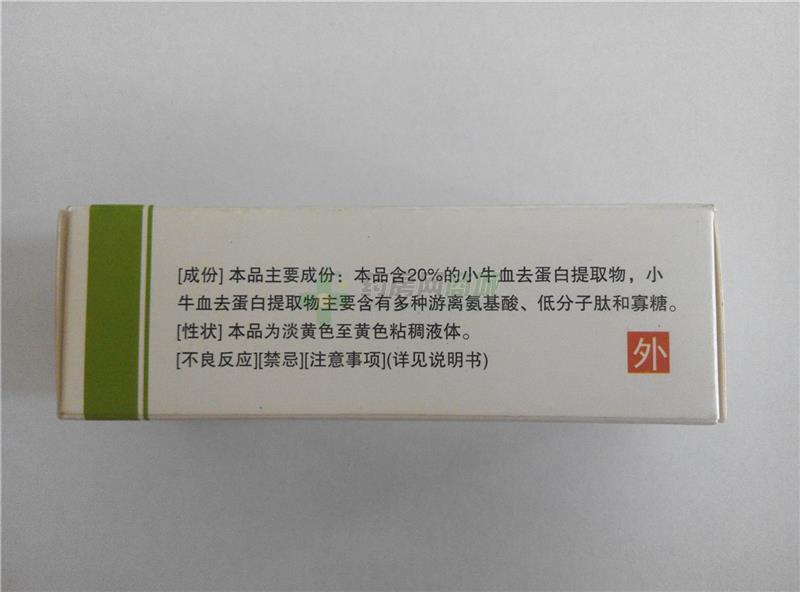 [成份] 本品主要成份：本品含20%的小牛血去蛋白提取物，小
牛血去蛋白提取物主要含有多种游离氨基酸、低分子肽和寡糖。
[性状] 本品为淡黄色至黄色粘稠液体。
[不良反应][禁忌][注意事项](详见说明书)
外